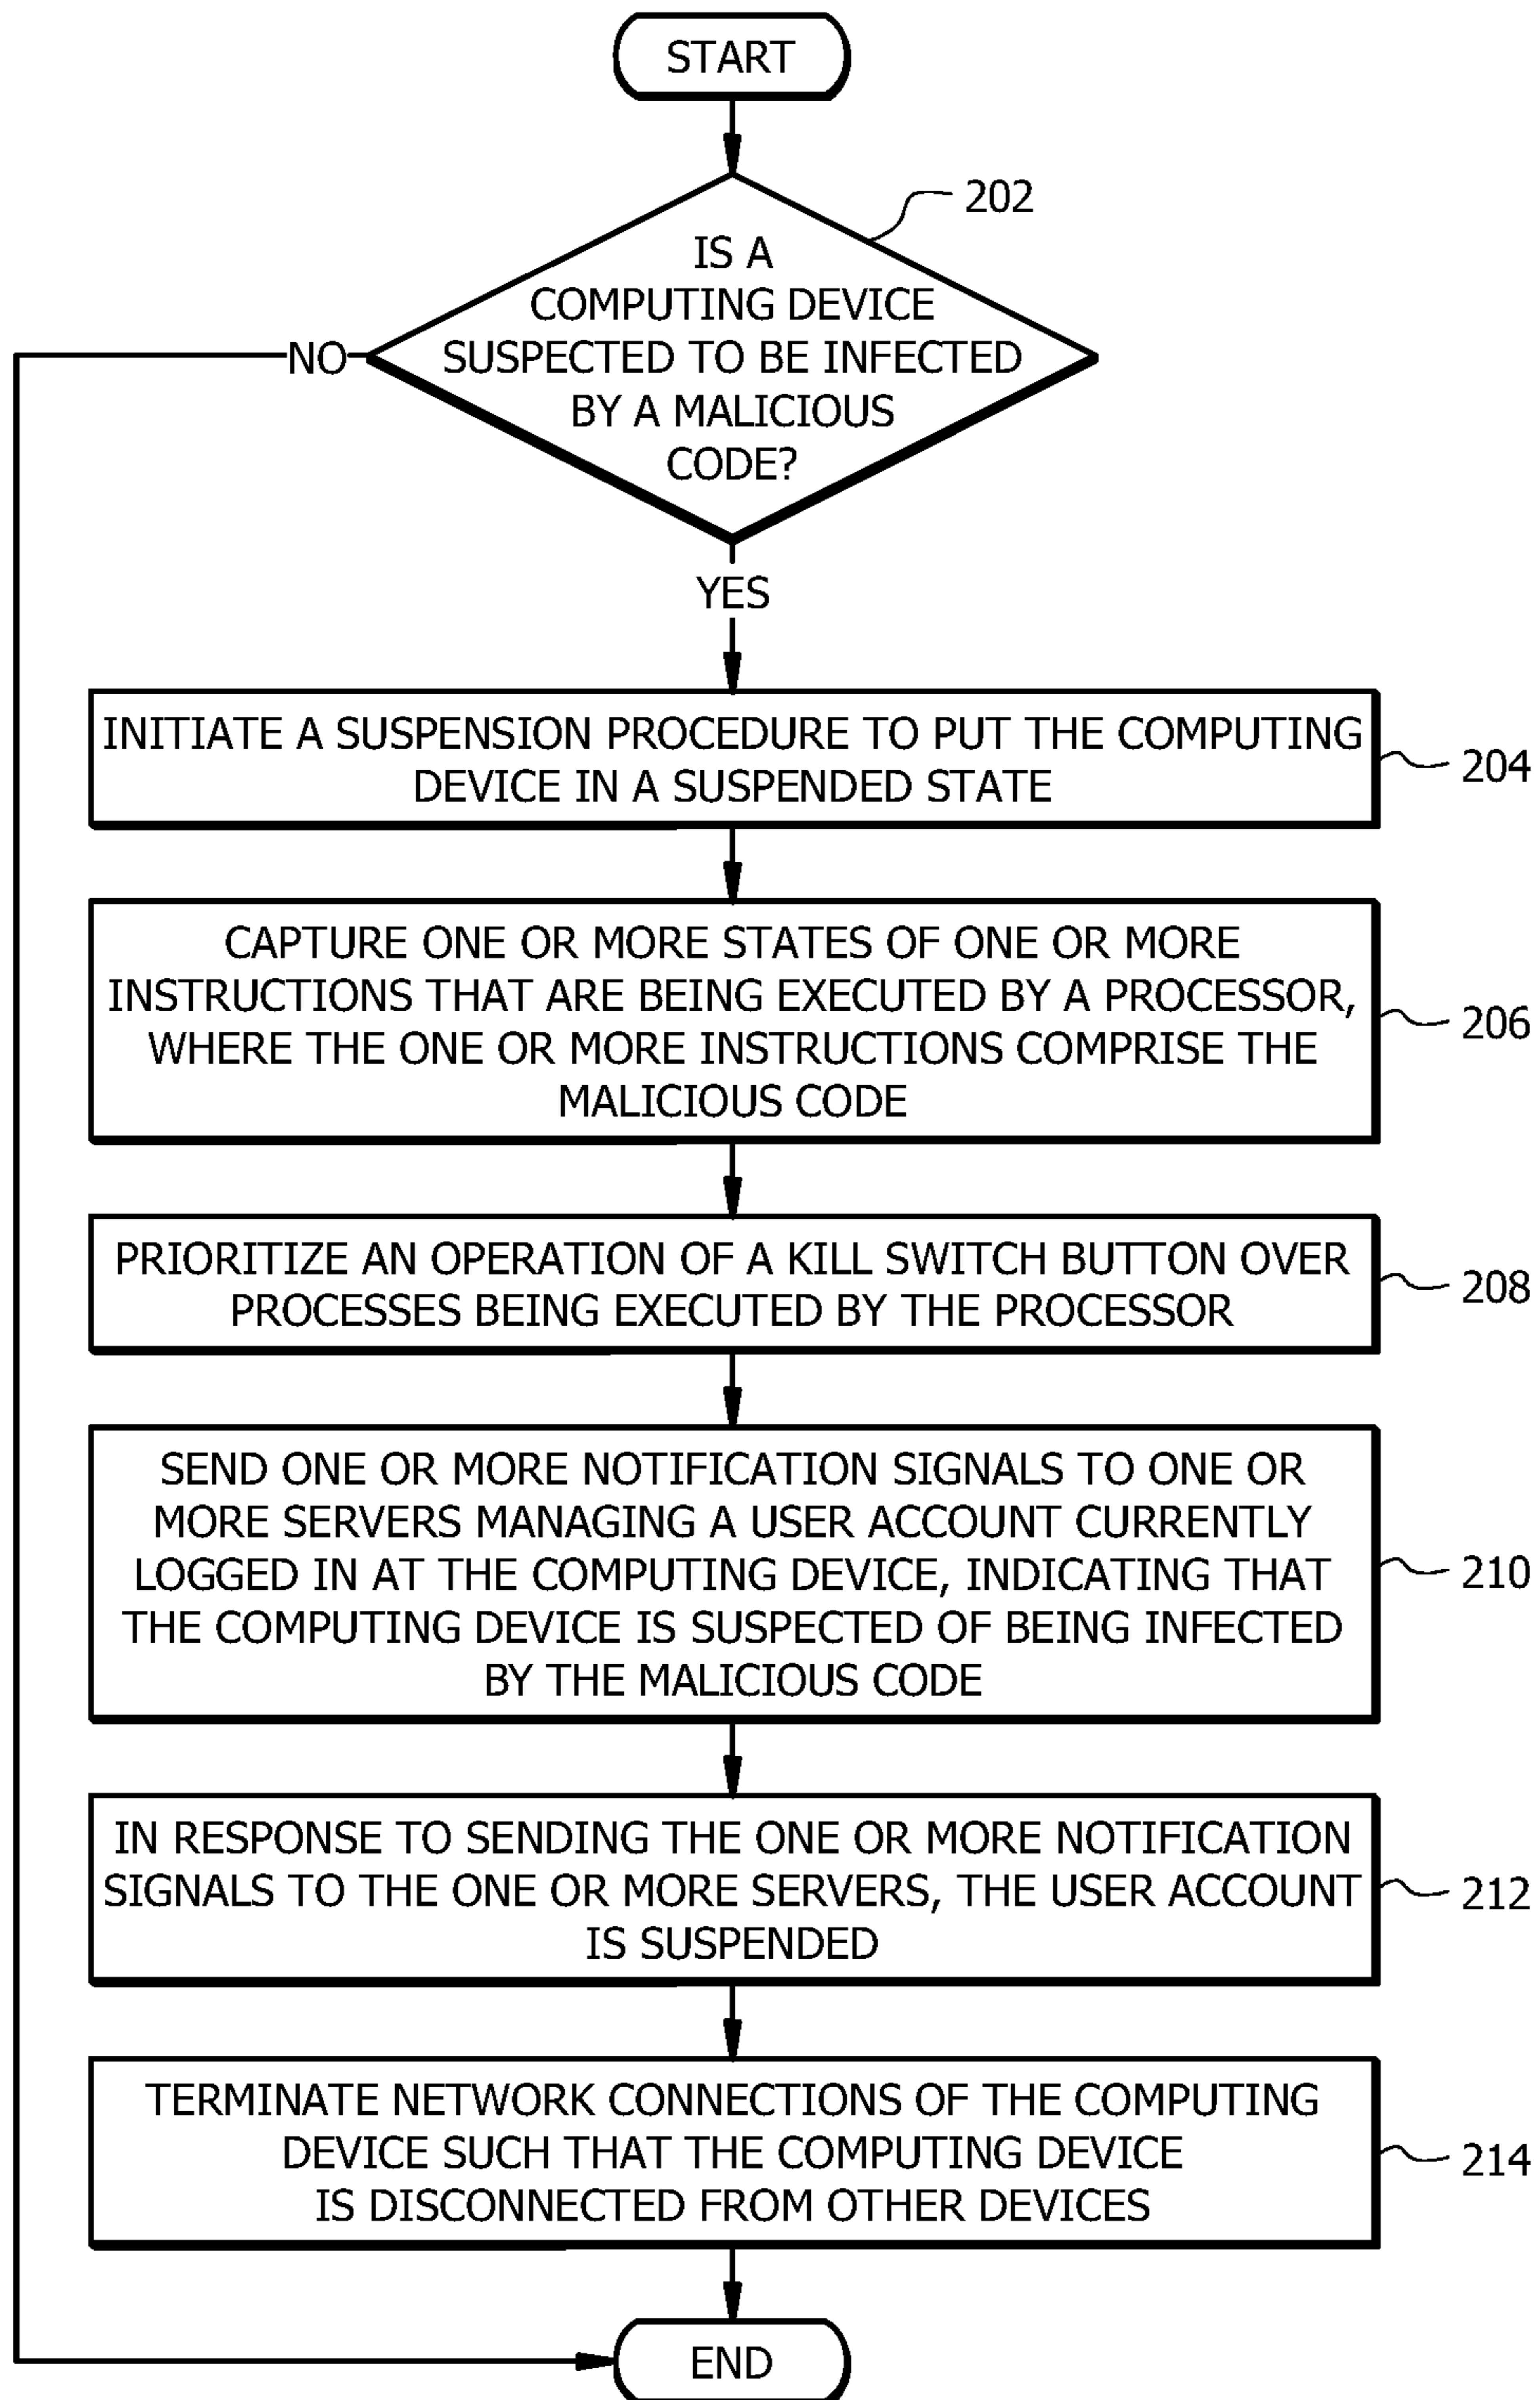 START
202
IS A
COMPUTING DEVICE
SUSPECTED TO BE INFECTED
BY A MALICIOUS
CODE?
NO
YES
INITIATE A SUSPENSION PROCEDURE TO PUT THE COMPUTING
DEVICE IN A SUSPENDED STATE
204
CAPTURE ONE OR MORE STATES OF ONE OR MORE
INSTRUCTIONS THAT ARE BEING EXECUTED BY A PROCESSOR,
WHERE THE ONE OR MORE INSTRUCTIONS COMPRISE THE
MALICIOUS CODE
206
PRIORITIZE AN OPERATION OF A KILL SWITCH BUTTON OVER
PROCESSES BEING EXECUTED BY THE PROCESSOR
208
SEND ONE OR MORE NOTIFICATION SIGNALS TO ONE OR
MORE SERVERS MANAGING A USER ACCOUNT CURRENTLY
LOGGED IN AT THE COMPUTING DEVICE, INDICATING THAT
THE COMPUTING DEVICE IS SUSPECTED OF BEING INFECTED
BY THE MALICIOUS CODE
210
IN RESPONSE TO SENDING THE ONE OR MORE NOTIFICATION
SIGNALS TO THE ONE OR MORE SERVERS, THE USER ACCOUNT
IS SUSPENDED
212
TERMINATE NETWORK CONNECTIONS OF THE COMPUTING
DEVICE SUCH THAT THE COMPUTING DEVICE
IS DISCONNECTED FROM OTHER DEVICES
214
END